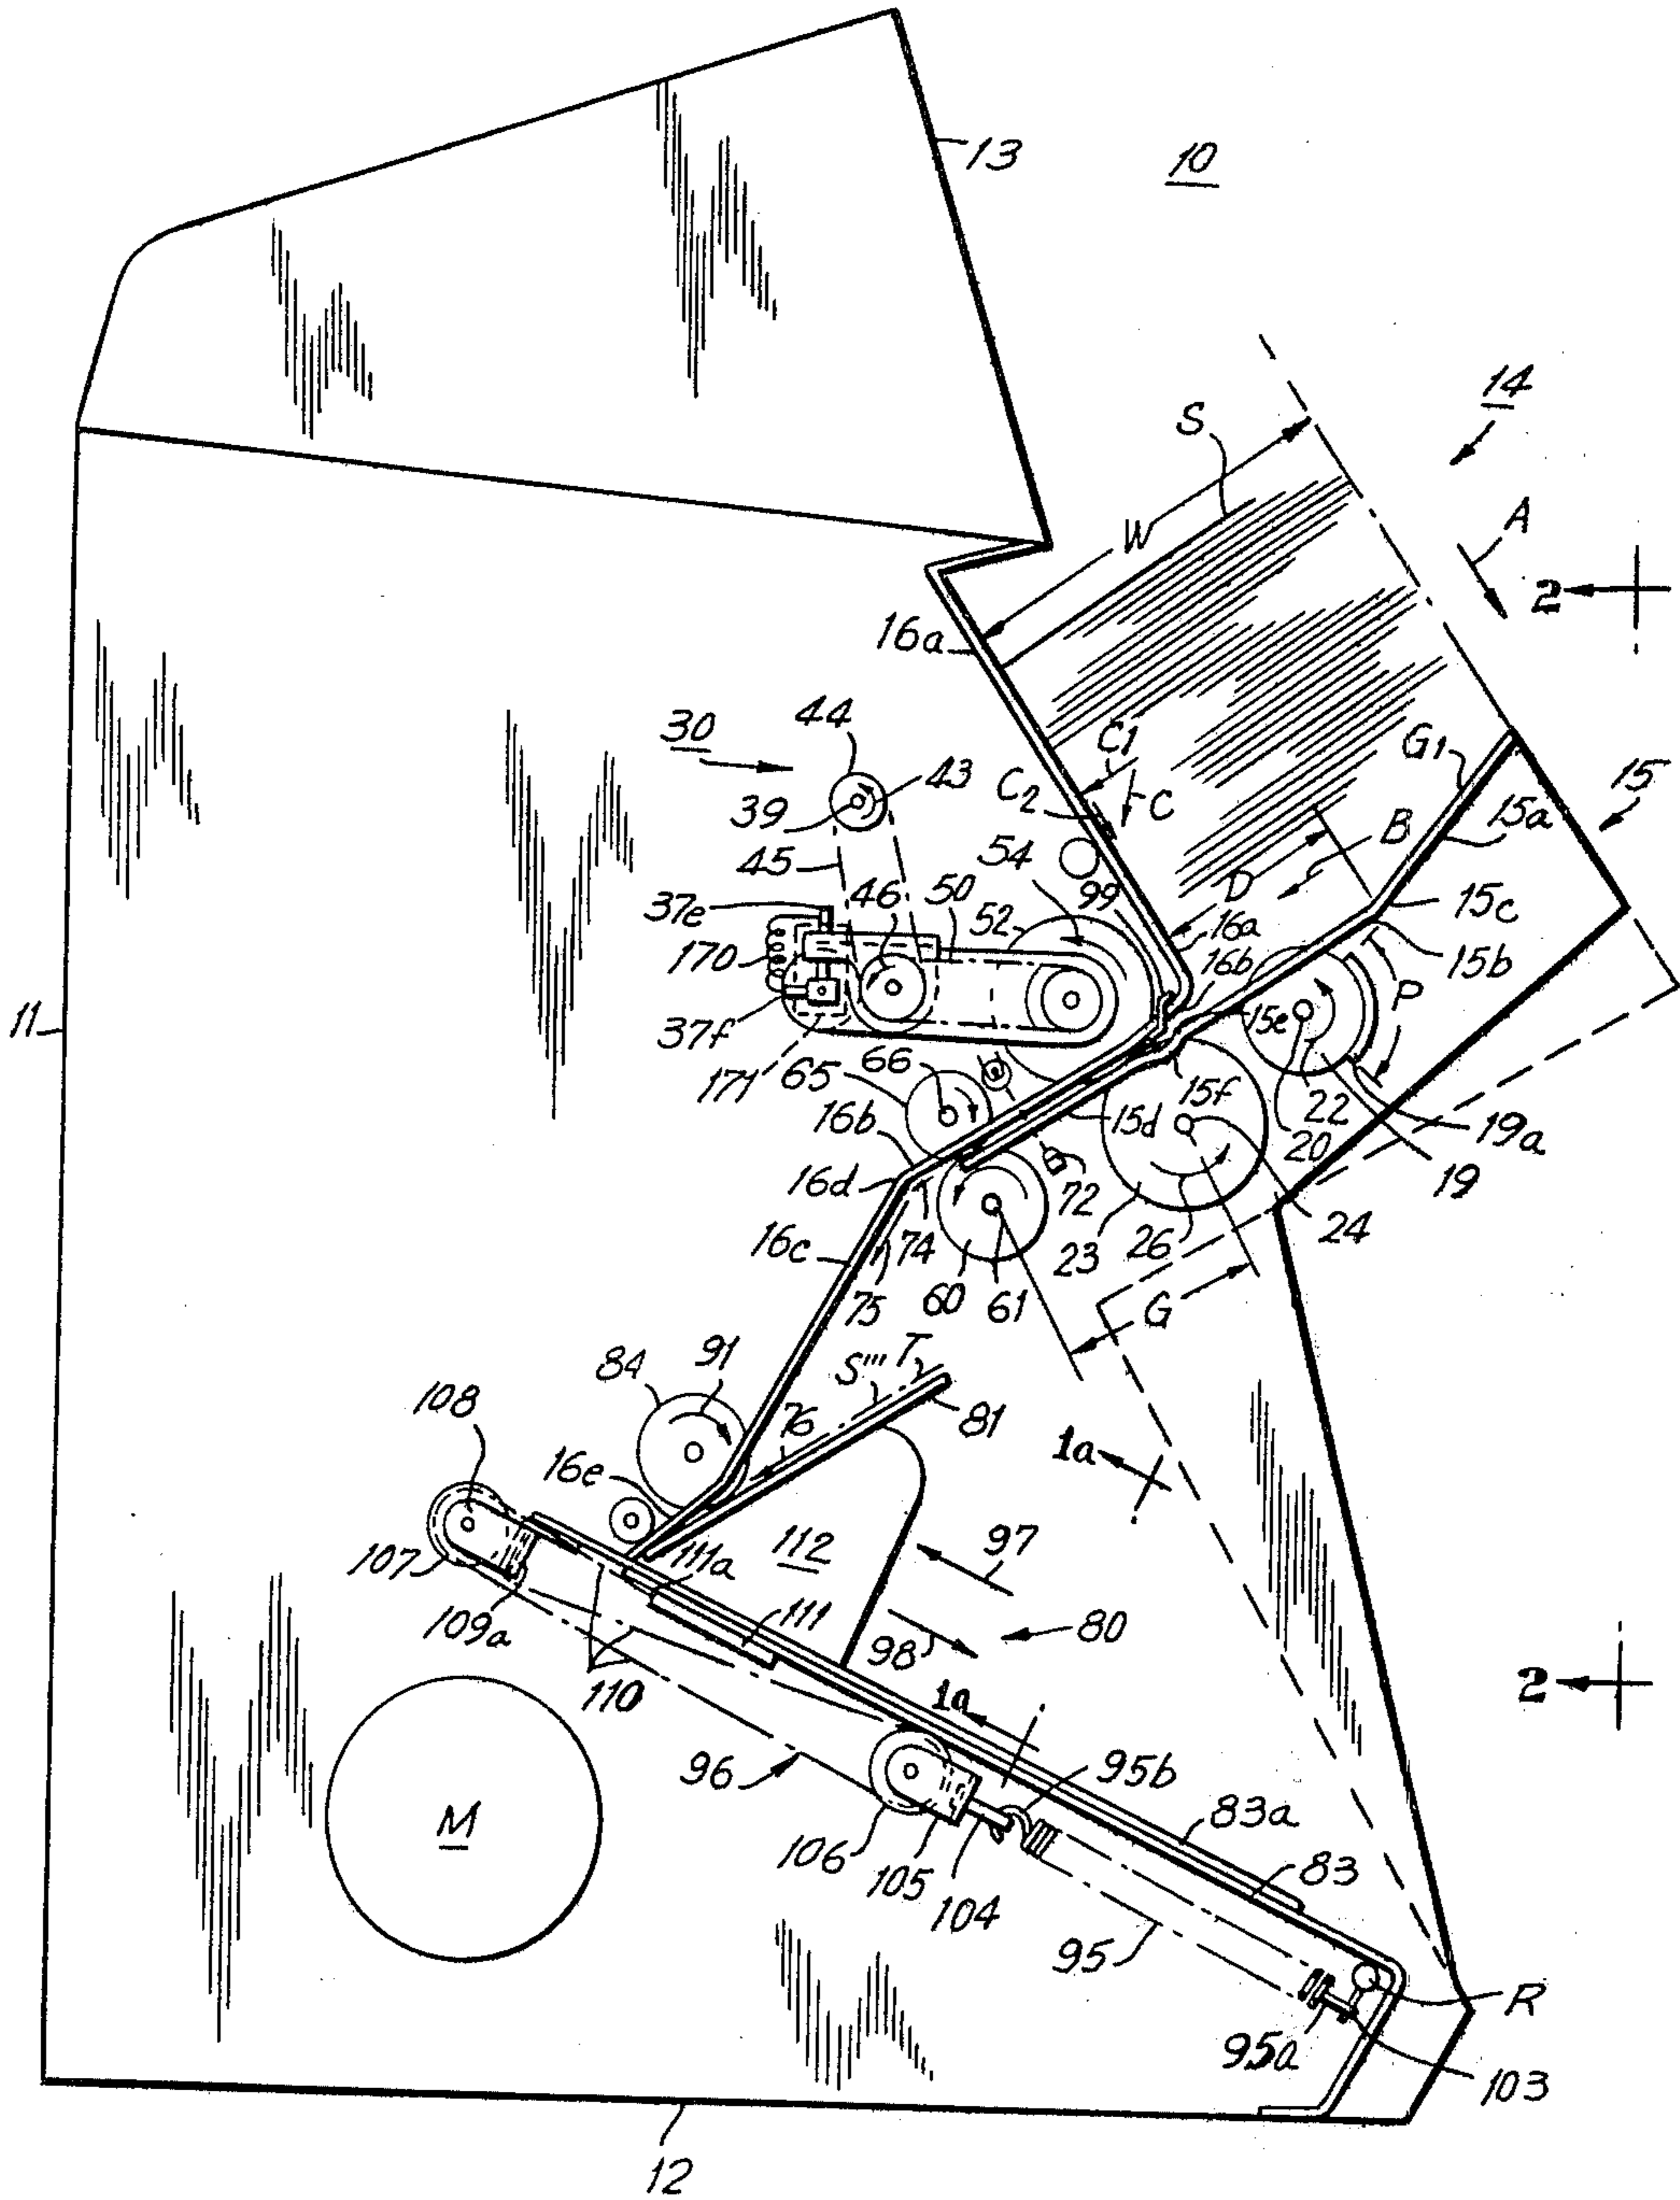 13
10
14
S
W
A
2
16a
44
30
C1
G1
43
C2
C
15
39
15a
54
B
45
D
37e
46
50
99
15c
52
16a
170
16b
15b
P
11
15e
37f
66
171
65
15f
22
19a
16b
15d
20
16d
72
19
23
26
24
16c
74
75
60
61
G
91
T
84
S'''
81
108
76
1a
16e
97
112
107
111a
109a
111
80
98
110
1a
2
95b
96
83a
M
106
83
105
104
95
R
95a
103
12